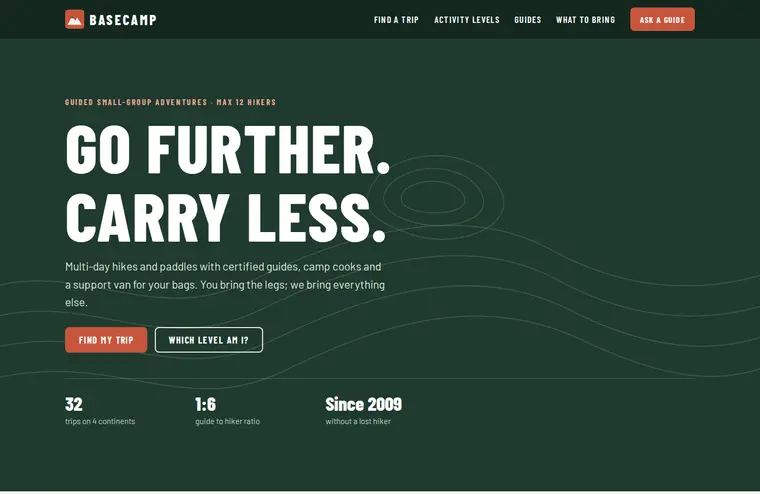 BASECAMP
FIND A TRIP
ACTIVITY LEVELS
GUIDES
WHAT TO BRING
ASK A GUIDE
GUIDED SMALL-GROUP ADVENTURES · MAX 12 HIKERS
GO FURTHER.
CARRY LESS.
Multi-day hikes and paddles with certified guides, camp cooks and
a support van for your bags. You bring the legs; we bring everything
else.
FIND MY TRIP
WHICH LEVEL AM I?
32
trips on 4 continents
1:6
guide to hiker ratio
Since 2009
without a lost hiker